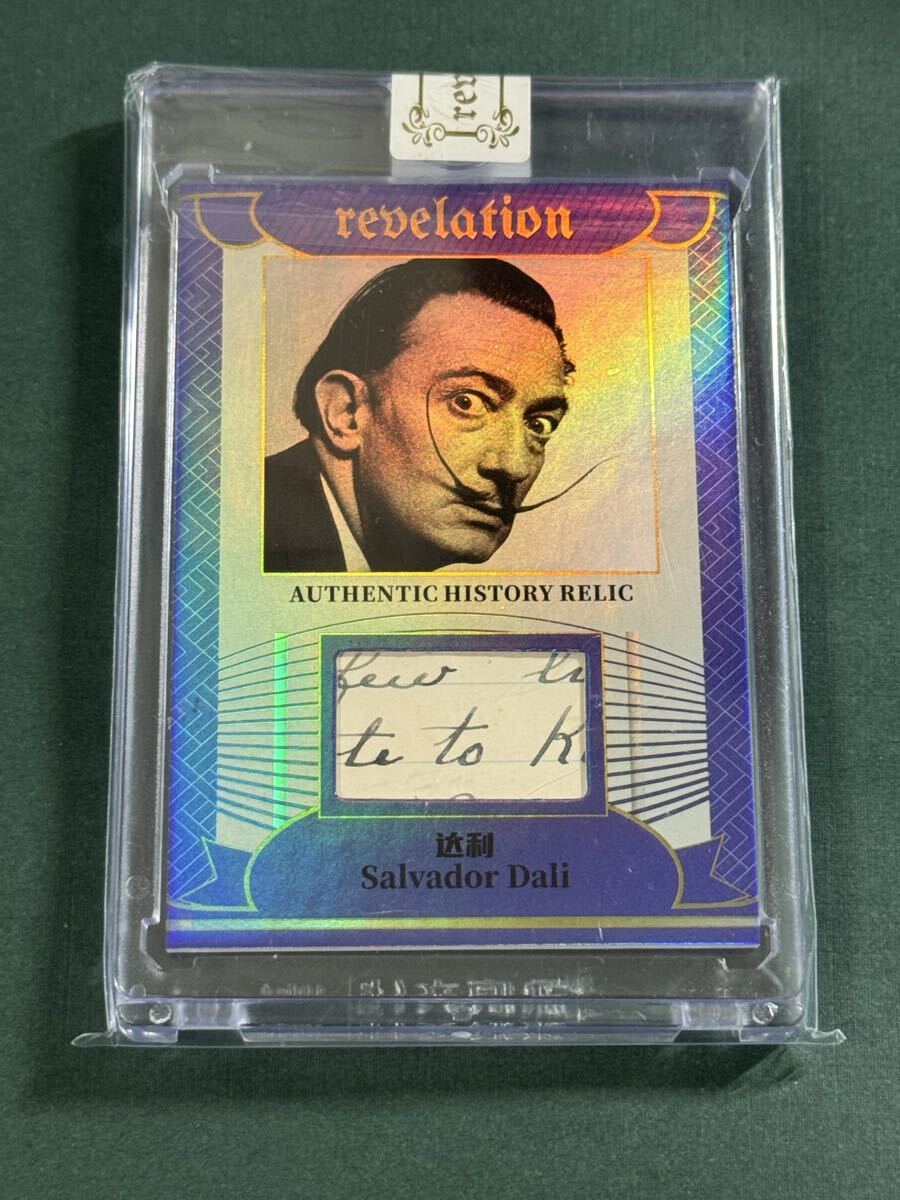 rev
revelation
AUTHENTIC HISTORY RELIC
few
te to K
达利
Salvador Dali